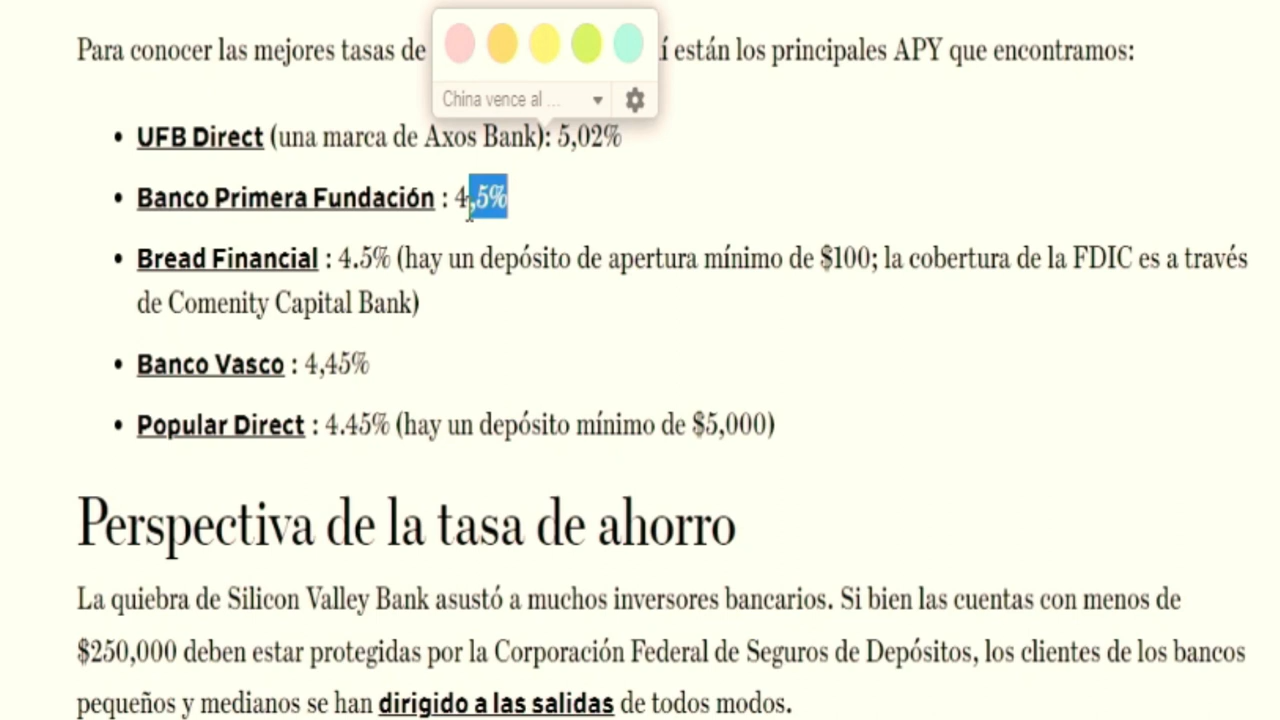 Para conocer las mejores tasas de
í están los principales APY que encontramos:
China vence al ...
• UFB Direct (una marca de Axos Bank): 5,02%
• Banco Primera Fundación : 4,5%
• Bread Financial : 4.5% (hay un depósito de apertura mínimo de $100; la cobertura de la FDIC es a través
de Comenity Capital Bank)
• Banco Vasco : 4,45%
• Popular Direct : 4.45% (hay un depósito mínimo de $5,000)
Perspectiva de la tasa de ahorro
La quiebra de Silicon Valley Bank asustó a muchos inversores bancarios. Si bien las cuentas con menos de
$250,000 deben estar protegidas por la Corporación Federal de Seguros de Depósitos, los clientes de los bancos
pequeños y medianos se han dirigido a las salidas de todos modos.